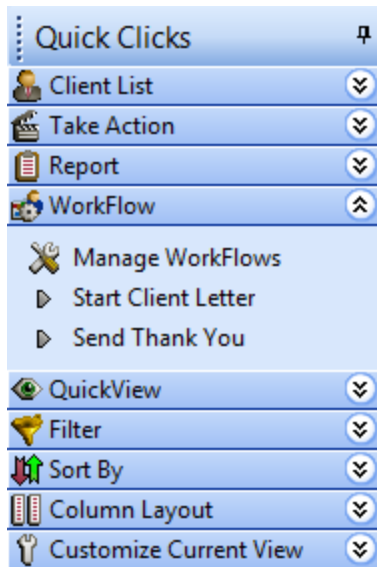 Quick Clicks
Client List
Take Action
Report
WorkFlow
Manage WorkFlows
Start Client Letter
Send Thank You
QuickView
Filter
Sort By
Column Layout
Customize Current View